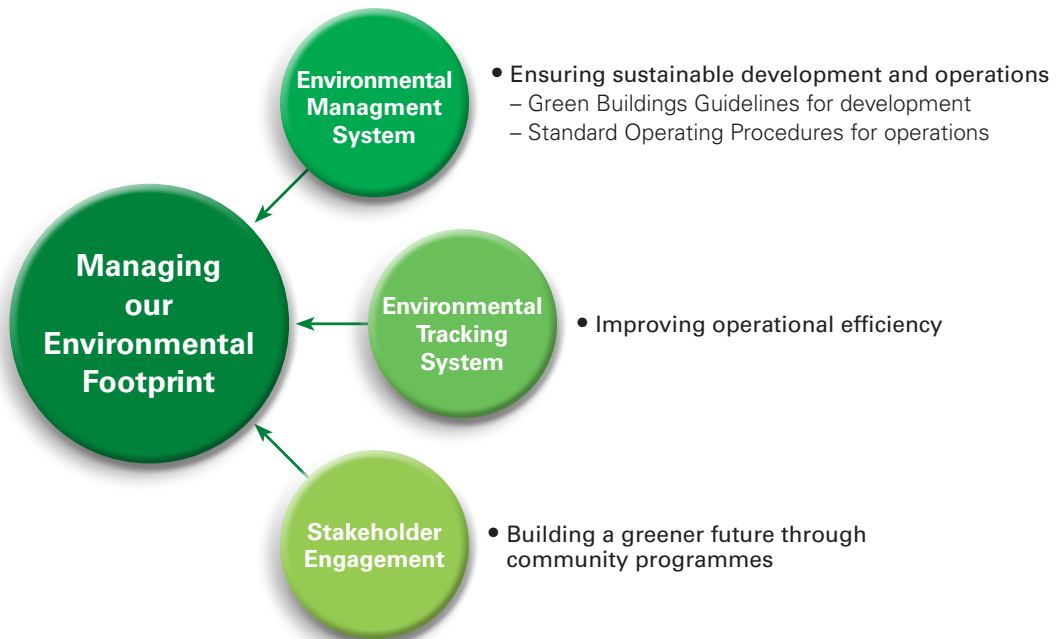 Environmental
Managment
System
• Ensuring sustainable development and operations
– Green Buildings Guidelines for development
– Standard Operating Procedures for operations
Managing
our
Environmental
Footprint
Environmental
Tracking
System
• Improving operational efficiency
Stakeholder
Engagement
• Building a greener future through
community programmes